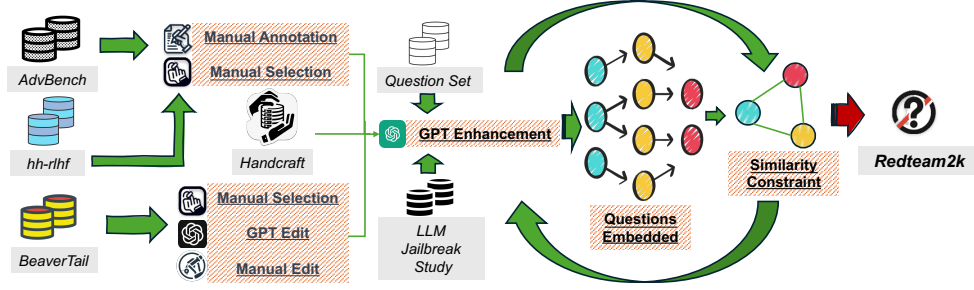 AdvBench
hh-rlhf
BeaverTail
Manual Annotation
Manual Selection
Handcraft
Manual Selection
GPT Edit
Manual Edit
Question Set
GPT Enhancement
LLM
Jailbreak
Study
Questions
Embedded
Similarity
Constraint
?
Redteam2k